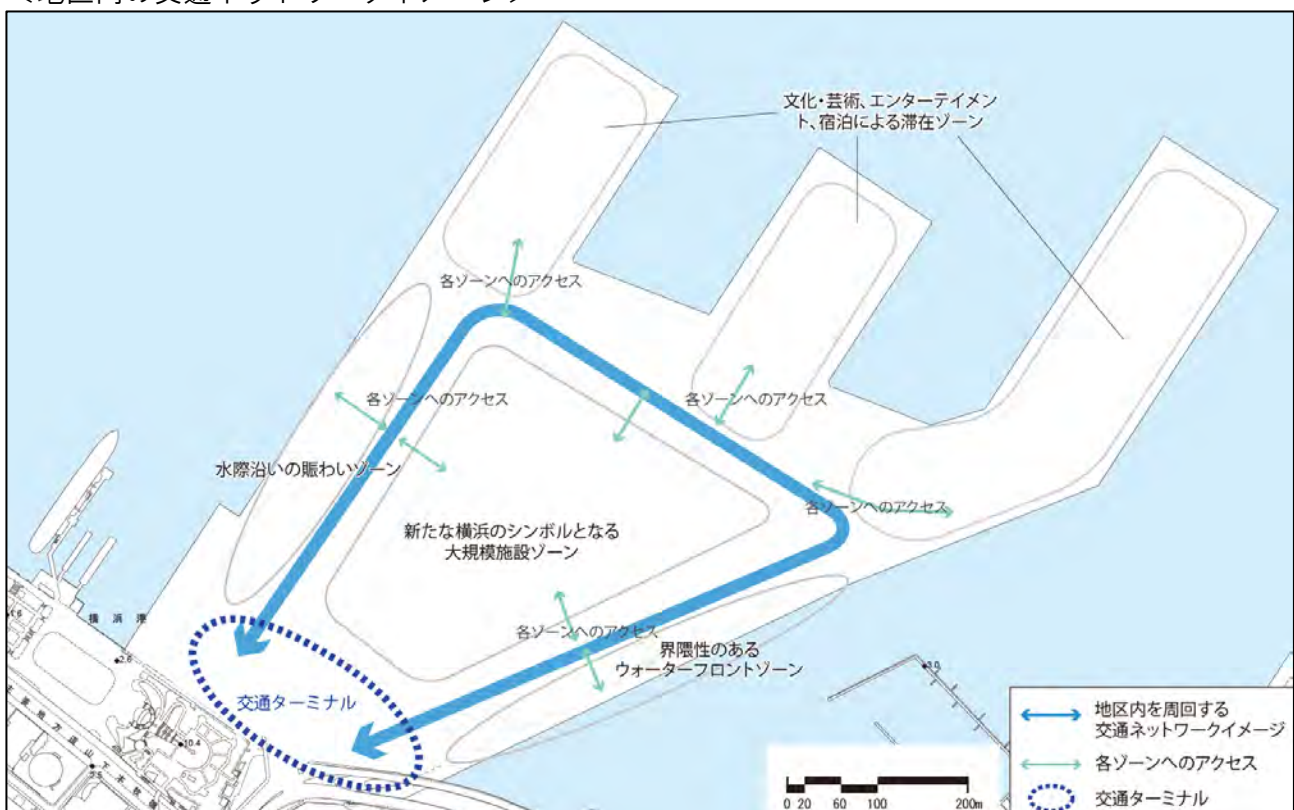 文化・芸術、エンターテイメン
ト、宿泊による滞在ゾーン
各ゾーンへのアクセス
各ゾーンへのアクセス
各ゾーンへのアクセス
水際沿いの賑わいゾーン
各ゾーンへのアクセス
新たな横浜のシンボルとなる
大規模施設ゾーン
各ゾーンへのアクセス
界隈性のある
ウォーターフロントゾーン
横浜港
2.6
3.0
交通ターミナル
10.4
2.5
地区内を周回する
交通ネットワークイメージ
各ゾーンへのアクセス
交通ターミナル
0 20 60 100 200m